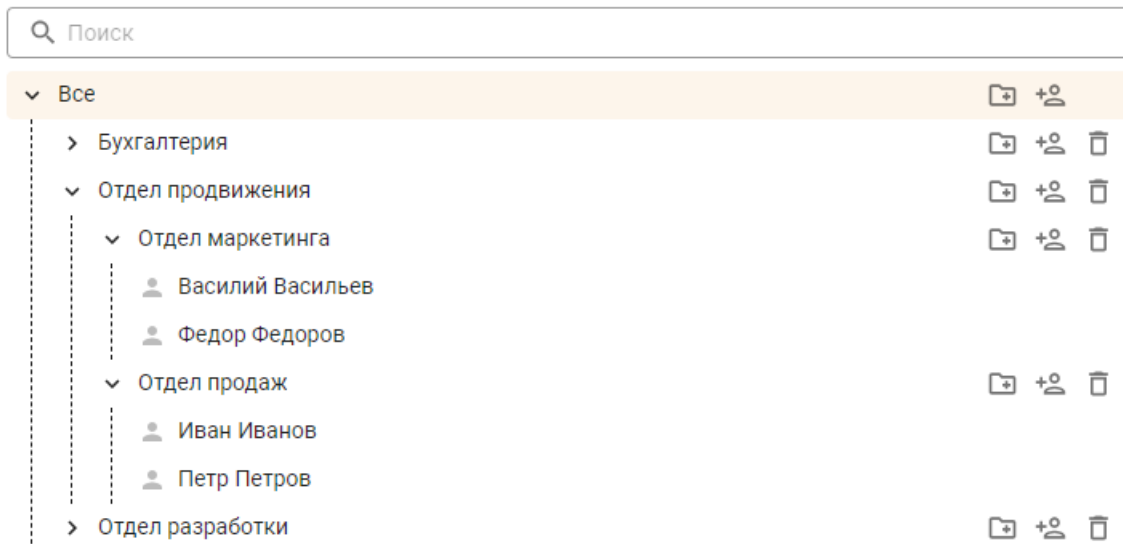 Поиск
Все
Бухгалтерия
Отдел продвижения
Отдел маркетинга
Василий Васильев
Федор Федоров
Отдел продаж
Иван Иванов
Петр Петров
Отдел разработки